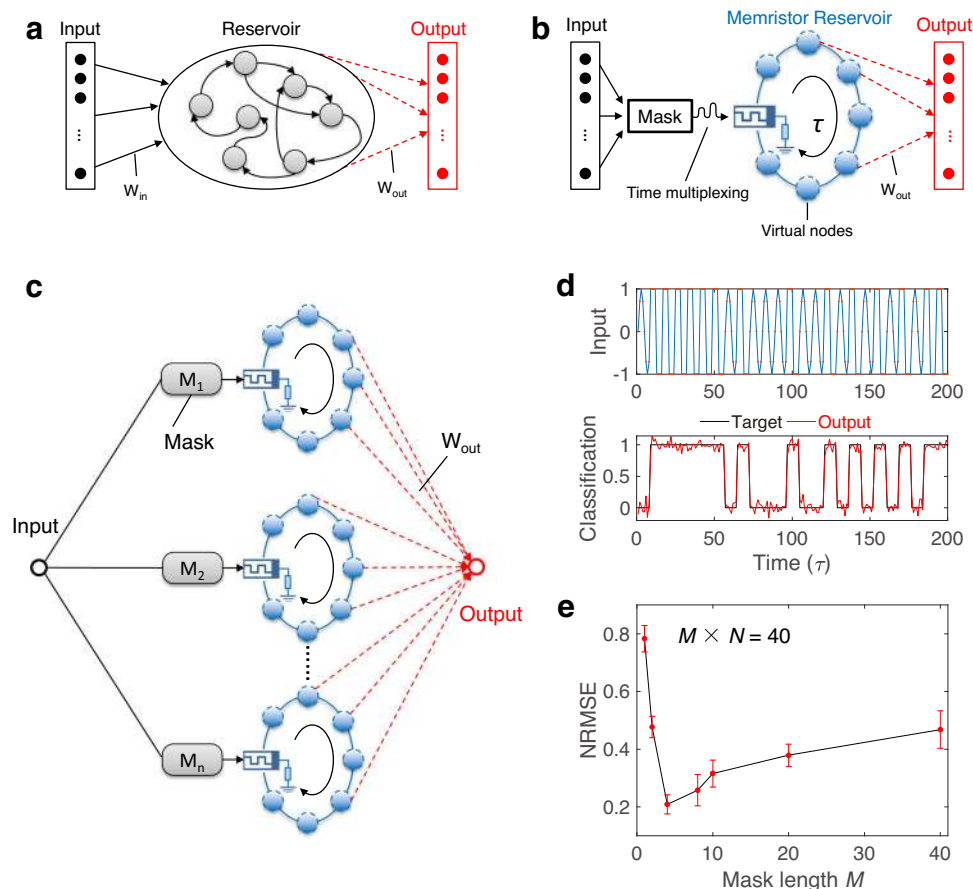 a
Input
Reservoir
Output
...
...
W_in
W_out
b
Memristor Reservoir
Input
Output
Mask
τ
...
...
Time multiplexing
W_out
Virtual nodes
c
M_1
Mask
W_out
Input
M_2
Output
M_n
d
Input
1
0
-1
0 50 100 150 200
Target Output
Classification
1
0.5
0
0 50 100 150 200
Time (τ)
e
M × N = 40
NRMSE
0.8
0.6
0.4
0.2
0 10 20 30 40
Mask length M